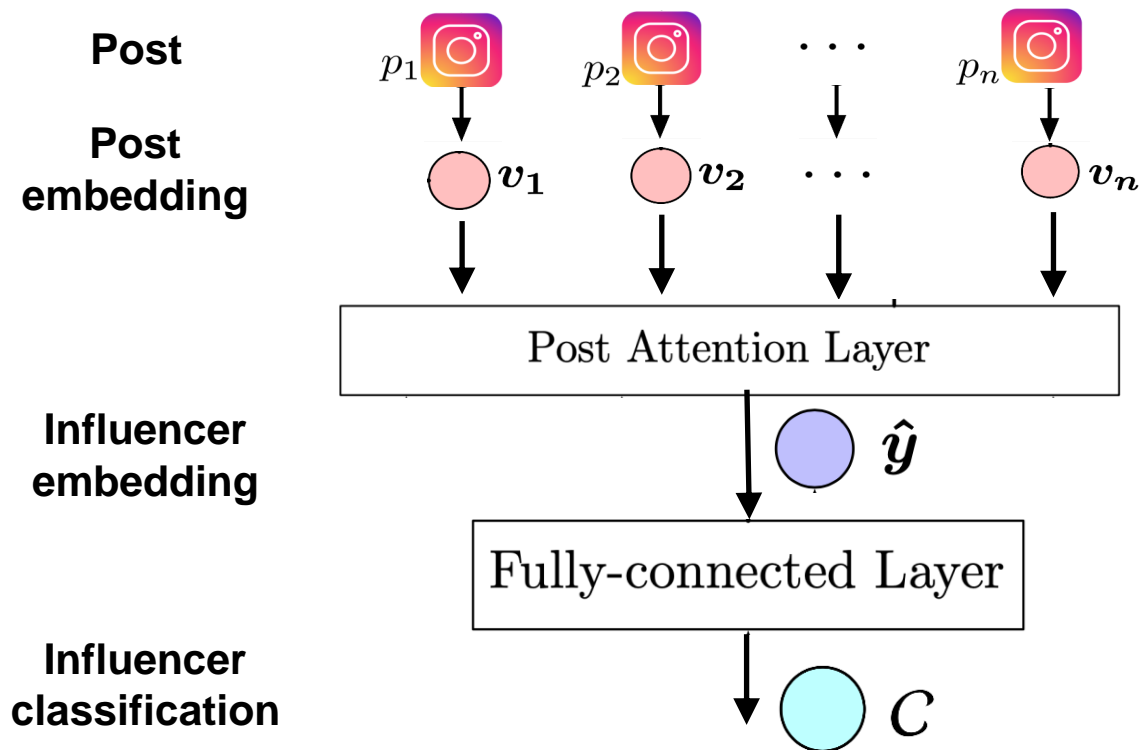 Post
p₁ p₂ · · · pₙ
Post
embedding
v₁ v₂ · · · vₙ
Post Attention Layer
Influencer
embedding
ŷ
Fully-connected Layer
Influencer
classification
C